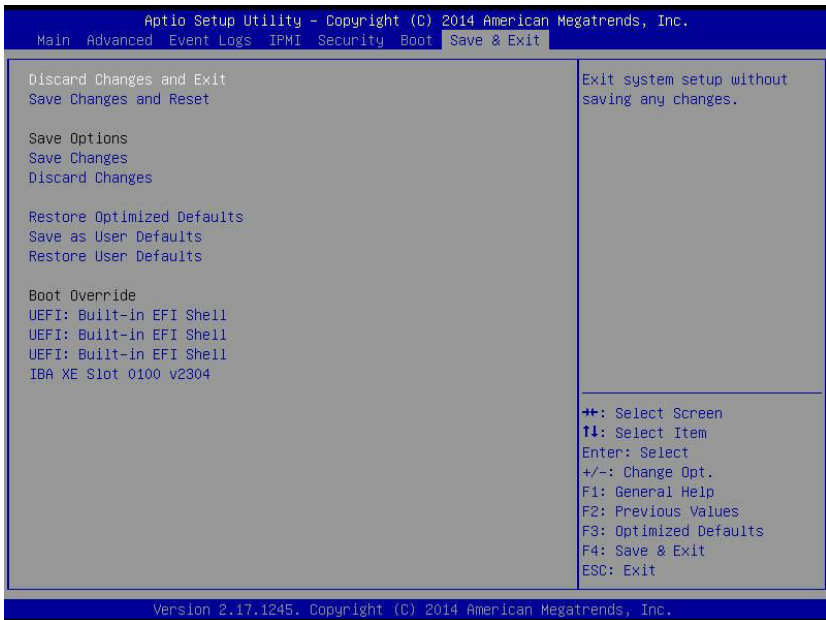 Aptio Setup Utility – Copyright (C) 2014 American Megatrends, Inc.
Main Advanced Event Logs IPMI Security Boot Save & Exit
Discard Changes and Exit
Save Changes and Reset
Save Options
Save Changes
Discard Changes
Restore Optimized Defaults
Save as User Defaults
Restore User Defaults
Boot Override
UEFI: Built-in EFI Shell
UEFI: Built-in EFI Shell
UEFI: Built-in EFI Shell
IBA XE Slot 0100 v2304
Exit system setup without
saving any changes.
→←: Select Screen
↑↓: Select Item
Enter: Select
+/-: Change Opt.
F1: General Help
F2: Previous Values
F3: Optimized Defaults
F4: Save & Exit
ESC: Exit
Version 2.17.1245. Copyright (C) 2014 American Megatrends, Inc.